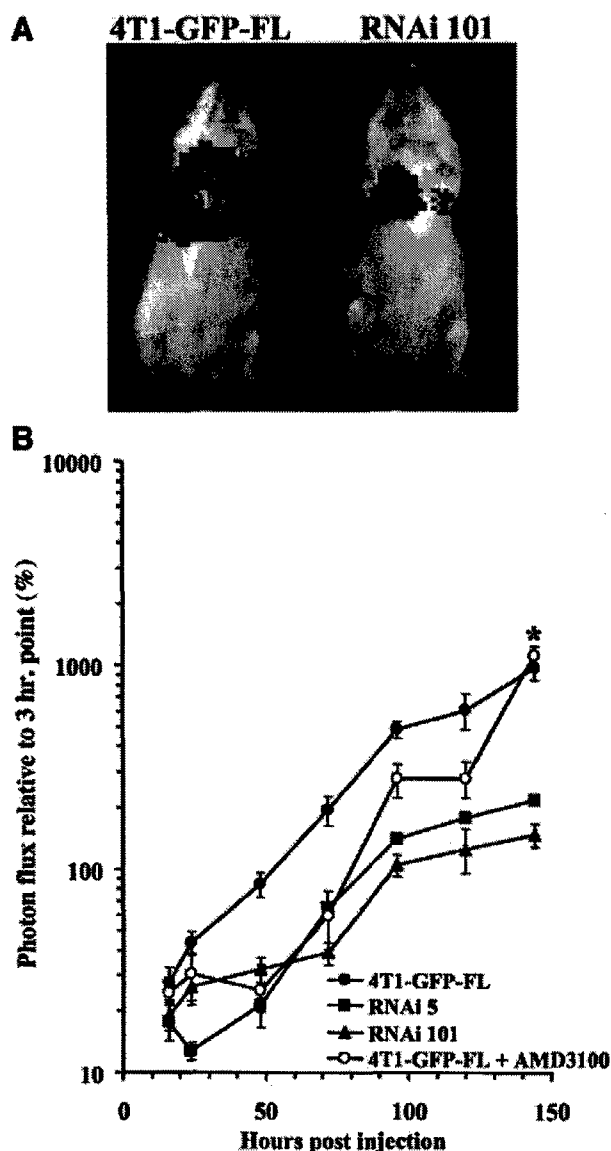 A
4T1-GFP-FL RNAi 101
B
Photon flux relative to 3 hr. point (%)
10000
1000
100
10
*
4T1-GFP-FL
RNAi 5
RNAi 101
4T1-GFP-FL + AMD3100
0 50 100 150
Hours post injection